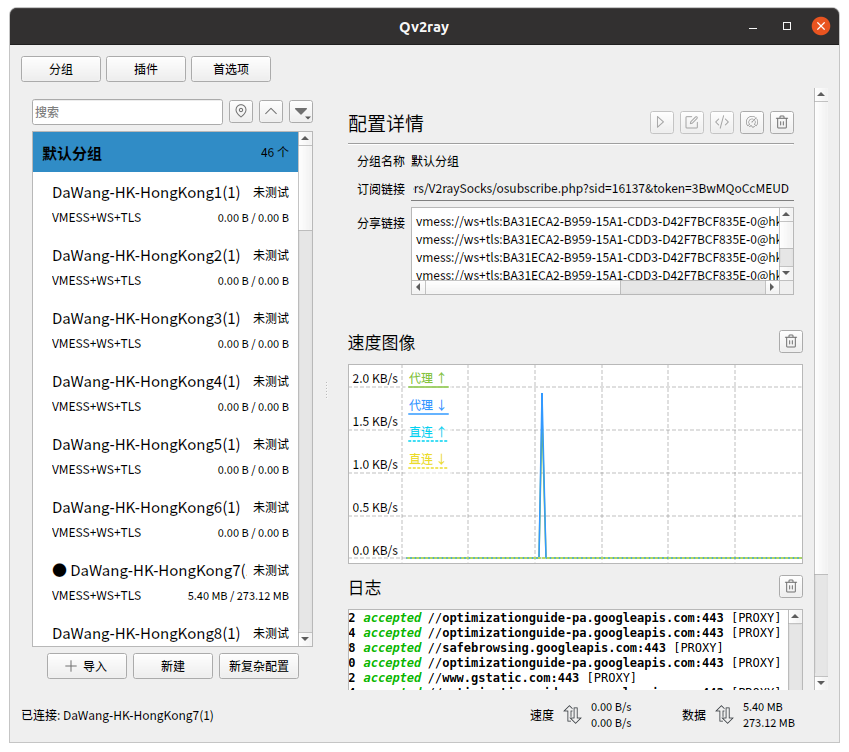 Qv2ray
分组 插件 首选项
搜索
默认分组 46 个
DaWang-HK-HongKong1(1) 未测试
VMESS+WS+TLS 0.00 B / 0.00 B
DaWang-HK-HongKong2(1) 未测试
VMESS+WS+TLS 0.00 B / 0.00 B
DaWang-HK-HongKong3(1) 未测试
VMESS+WS+TLS 0.00 B / 0.00 B
DaWang-HK-HongKong4(1) 未测试
VMESS+WS+TLS 0.00 B / 0.00 B
DaWang-HK-HongKong5(1) 未测试
VMESS+WS+TLS 0.00 B / 0.00 B
DaWang-HK-HongKong6(1) 未测试
VMESS+WS+TLS 0.00 B / 0.00 B
● DaWang-HK-HongKong7( 未测试
VMESS+WS+TLS 5.40 MB / 273.12 MB
DaWang-HK-HongKong8(1) 未测试
导入 新建 新复杂配置
配置详情
分组名称 默认分组
订阅链接 rs/V2raySocks/osubscribe.php?sid=16137&token=3BwMQoCcMEUD
分享链接 vmess://ws+tls:BA31ECA2-B959-15A1-CDD3-D42F7BCF835E-0@hk
vmess://ws+tls:BA31ECA2-B959-15A1-CDD3-D42F7BCF835E-0@hk
vmess://ws+tls:BA31ECA2-B959-15A1-CDD3-D42F7BCF835E-0@hk
vmess://ws+tls:BA31ECA2-B959-15A1-CDD3-D42F7BCF835E-0@hk
速度图像
2.0 KB/s 代理 ↑
代理 ↓
1.5 KB/s 直连 ↑
1.0 KB/s 直连 ↓
0.5 KB/s
0.0 KB/s
日志
2 accepted //optimizationguide-pa.googleapis.com:443 [PROXY]
4 accepted //optimizationguide-pa.googleapis.com:443 [PROXY]
8 accepted //safebrowsing.googleapis.com:443 [PROXY]
0 accepted //optimizationguide-pa.googleapis.com:443 [PROXY]
2 accepted //www.gstatic.com:443 [PROXY]
已连接: DaWang-HK-HongKong7(1)
速度 0.00 B/s
0.00 B/s
数据 5.40 MB
273.12 MB